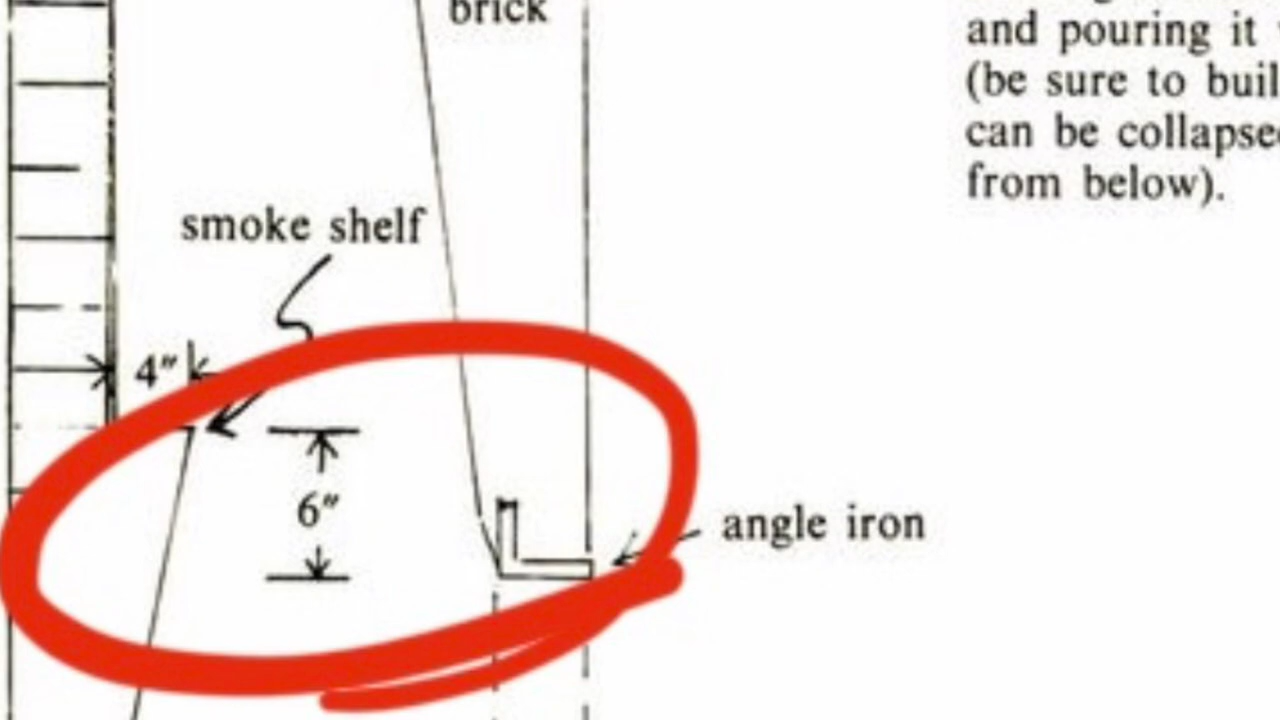 brick
and pouring it
(be sure to buil
can be collapse
from below).
smoke shelf
4"
6"
angle iron